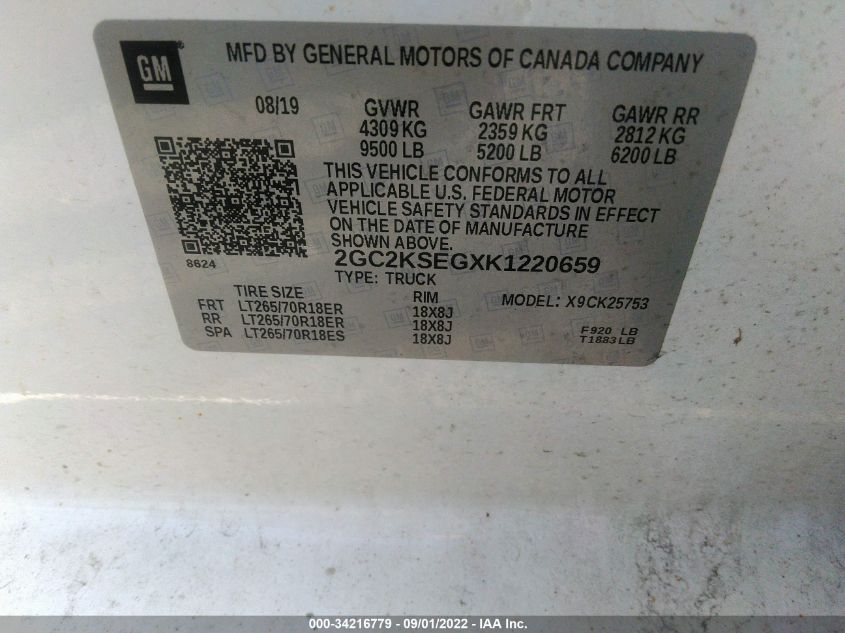 GM
MFD BY GENERAL MOTORS OF CANADA COMPANY
08/19 GVWR GAWR FRT GAWR RR
4309 KG 2359 KG 2812 KG
9500 LB 5200 LB 6200 LB
THIS VEHICLE CONFORMS TO ALL
APPLICABLE U.S. FEDERAL MOTOR
VEHICLE SAFETY STANDARDS IN EFFECT
ON THE DATE OF MANUFACTURE
SHOWN ABOVE.
8624
2GC2KSEGXK1220659
TYPE: TRUCK
TIRE SIZE RIM MODEL: X9CK25753
FRT LT265/70R18ER 18X8J
RR LT265/70R18ER 18X8J
SPA LT265/70R18ES 18X8J
F920 LB
T1883LB
000-34216779 - 09/01/2022 - IAA Inc.